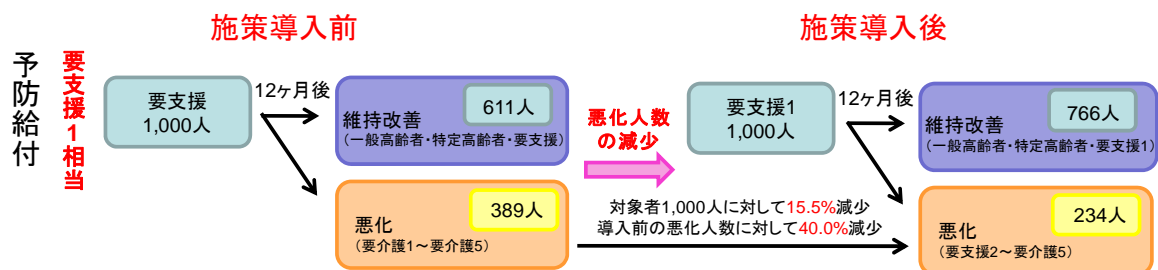 施策導入前
施策導入後
予防給付
要支援1相当
要支援
1,000人
12ヶ月後
611人
維持改善
(一般高齢者・特定高齢者・要支援)
389人
悪化
(要介護1～要介護5)
悪化人数
の減少
対象者1,000人に対して15.5%減少
導入前の悪化人数に対して40.0%減少
要支援1
1,000人
12ヶ月後
766人
維持改善
(一般高齢者・特定高齢者・要支援1)
234人
悪化
(要支援2～要介護5)